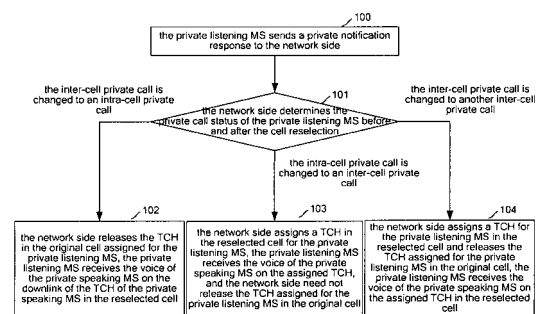 100
the private listening MS sends a private notification
response to the network side
the inter-cell private call is
changed to an intra-cell private
call
101
the network side determines the
private call status of the private listening MS before
and after the cell reselection
the inter-cell private call is
changed to another inter-cell
private call
the intra-cell private call is
changed to an inter-cell private
call
102
the network side releases the TCH
in the original cell assigned for the
private listening MS, the private
listening MS receives the voice of
the private speaking MS on the
downlink of the TCH of the private
speaking MS in the reselected cell
103
the network side assigns a TCH in
the reselected cell for the private
listening MS, the private listening
MS receives the voice of the private
speaking MS on the assigned TCH,
and the network side need not
release the TCH assigned for the
private listening MS in the original cell
104
the network side assigns a TCH for
the private listening MS in the
reselected cell and releases the
TCH assigned for the private
listening MS in the original cell, the
private listening MS receives the
voice of the private speaking MS on
the assigned TCH in the reselected
cell